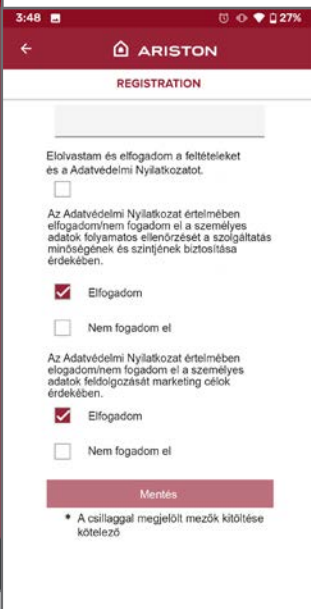 3:48 27%
ARISTON
REGISTRATION
Elolvastam és elfogadom a feltételeket
és a Adatvédelmi Nyilatkozatot.
Az Adatvédelmi Nyilatkozat értelmében
elfogadom/nem fogadom el a személyes
adatok folyamatos ellenőrzését a szolgáltatás
minőségének és szintjének biztosítása
érdekében.
Elfogadom
Nem fogadom el
Az Adatvédelmi Nyilatkozat értelmében
elogadom/nem fogadom el a személyes
adatok feldolgozását marketing célok
érdekében.
Elfogadom
Nem fogadom el
Mentés
* A csillaggal megjelölt mezők kitöltése
kötelező